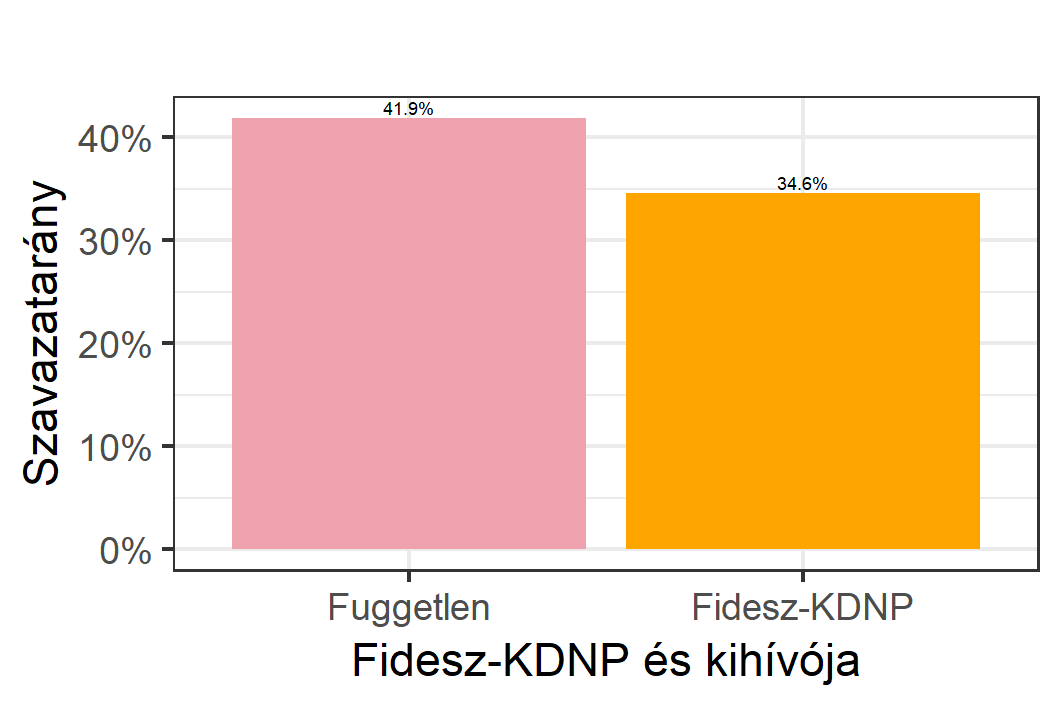 Szavazatarány
40%
30%
20%
10%
0%
41.9%
34.6%
Fuggetlen
Fidesz-KDNP
Fidesz-KDNP és kihívója